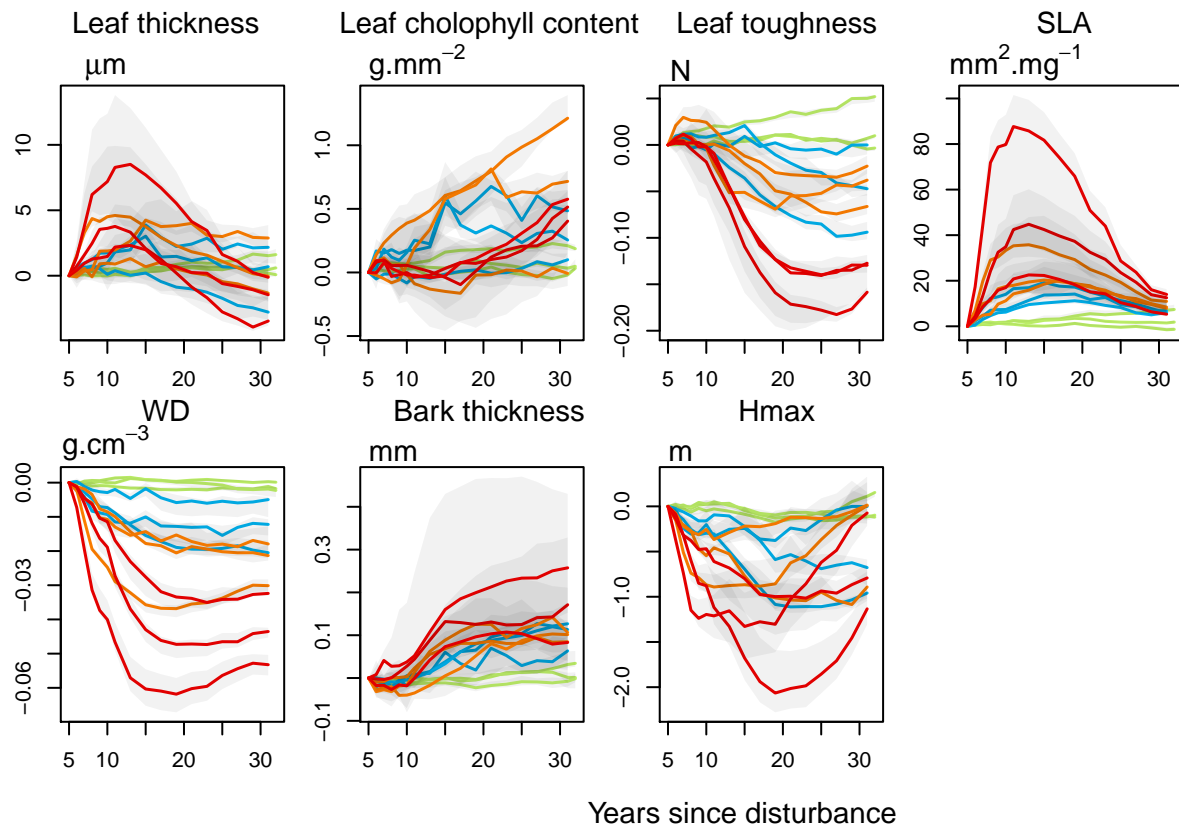 Leaf thickness Leaf cholophyll content Leaf toughness SLA
μm g.mm⁻² N mm².mg⁻¹
0 5 10
5 10 20 30
−0.5 0.0 0.5 1.0
5 10 20 30
−0.20 −0.10 0.00
5 10 20 30
0 20 40 60 80
5 10 20 30
WD Bark thickness Hmax
g.cm⁻³ mm m
−0.06 −0.03 0.00
5 10 20 30
−0.1 0.1 0.3
5 10 20 30
−2.0 −1.0 0.0
5 10 20 30
Years since disturbance